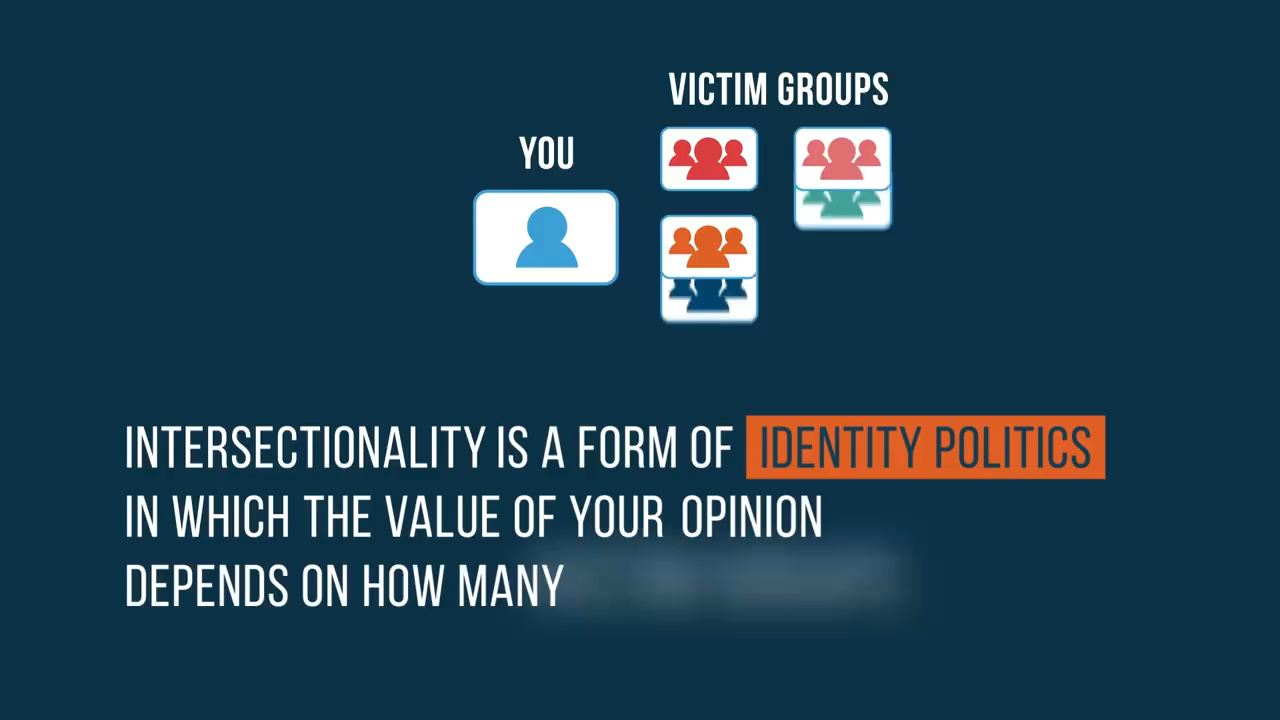 VICTIM GROUPS
YOU
INTERSECTIONALITY IS A FORM OF IDENTITY POLITICS
IN WHICH THE VALUE OF YOUR OPINION
DEPENDS ON HOW MANY